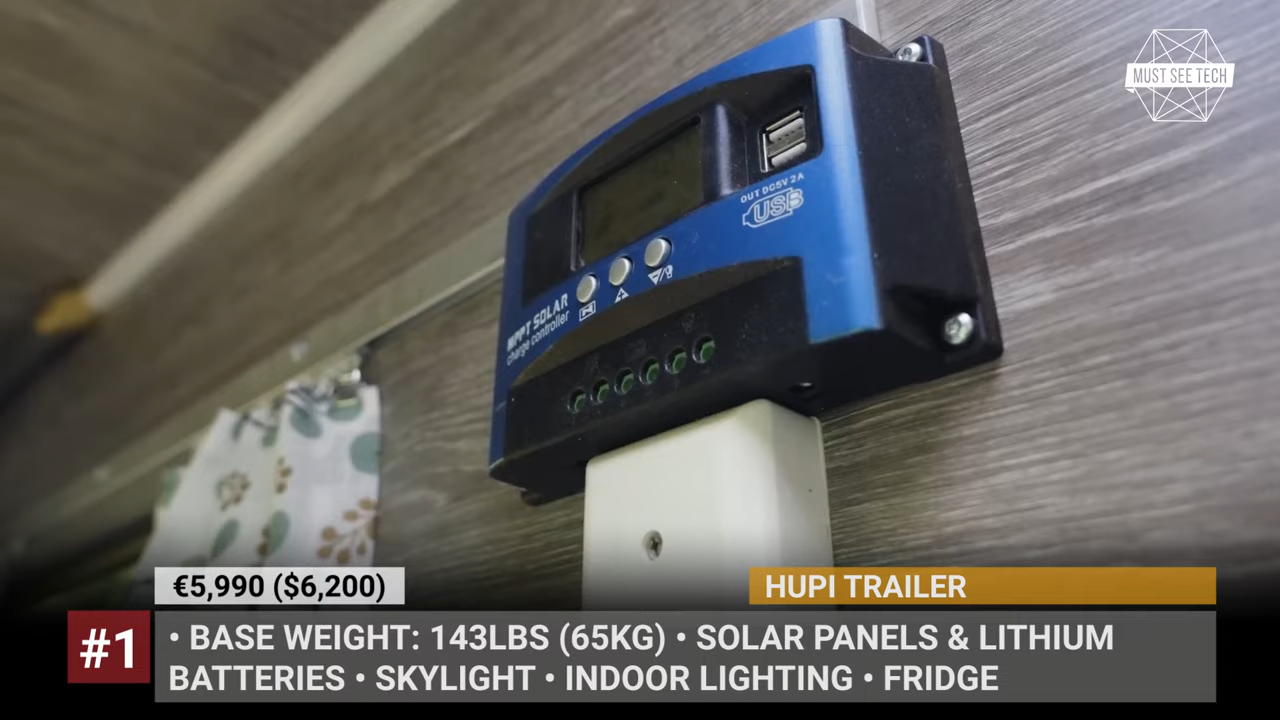 MUST SEE TECH
OUT DC5V 2A
USB
MPPT SOLAR
charge controller
€5,990 ($6,200)
HUPI TRAILER
#1
• BASE WEIGHT: 143LBS (65KG) • SOLAR PANELS & LITHIUM
BATTERIES • SKYLIGHT • INDOOR LIGHTING • FRIDGE